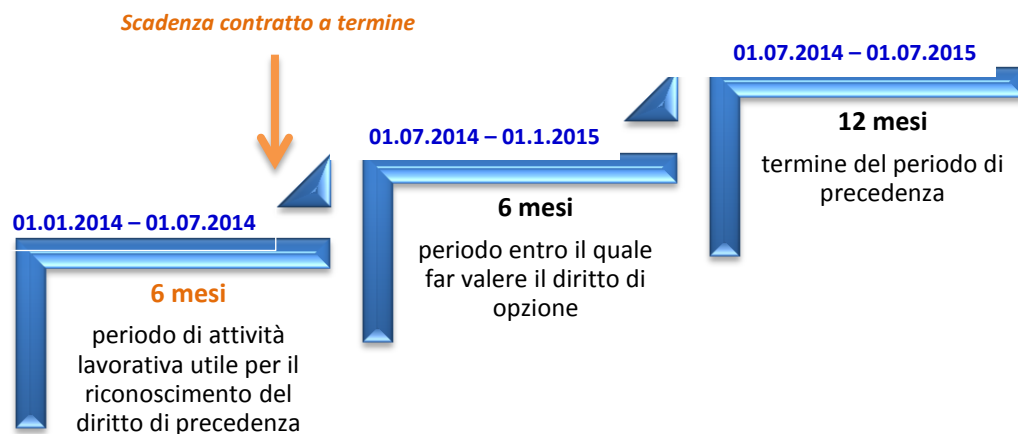 Scadenza contratto a termine
01.01.2014 – 01.07.2014
6 mesi
periodo di attività
lavorativa utile per il
riconoscimento del
diritto di precedenza
01.07.2014 – 01.1.2015
6 mesi
periodo entro il quale
far valere il diritto di
opzione
01.07.2014 – 01.07.2015
12 mesi
termine del periodo di
precedenza